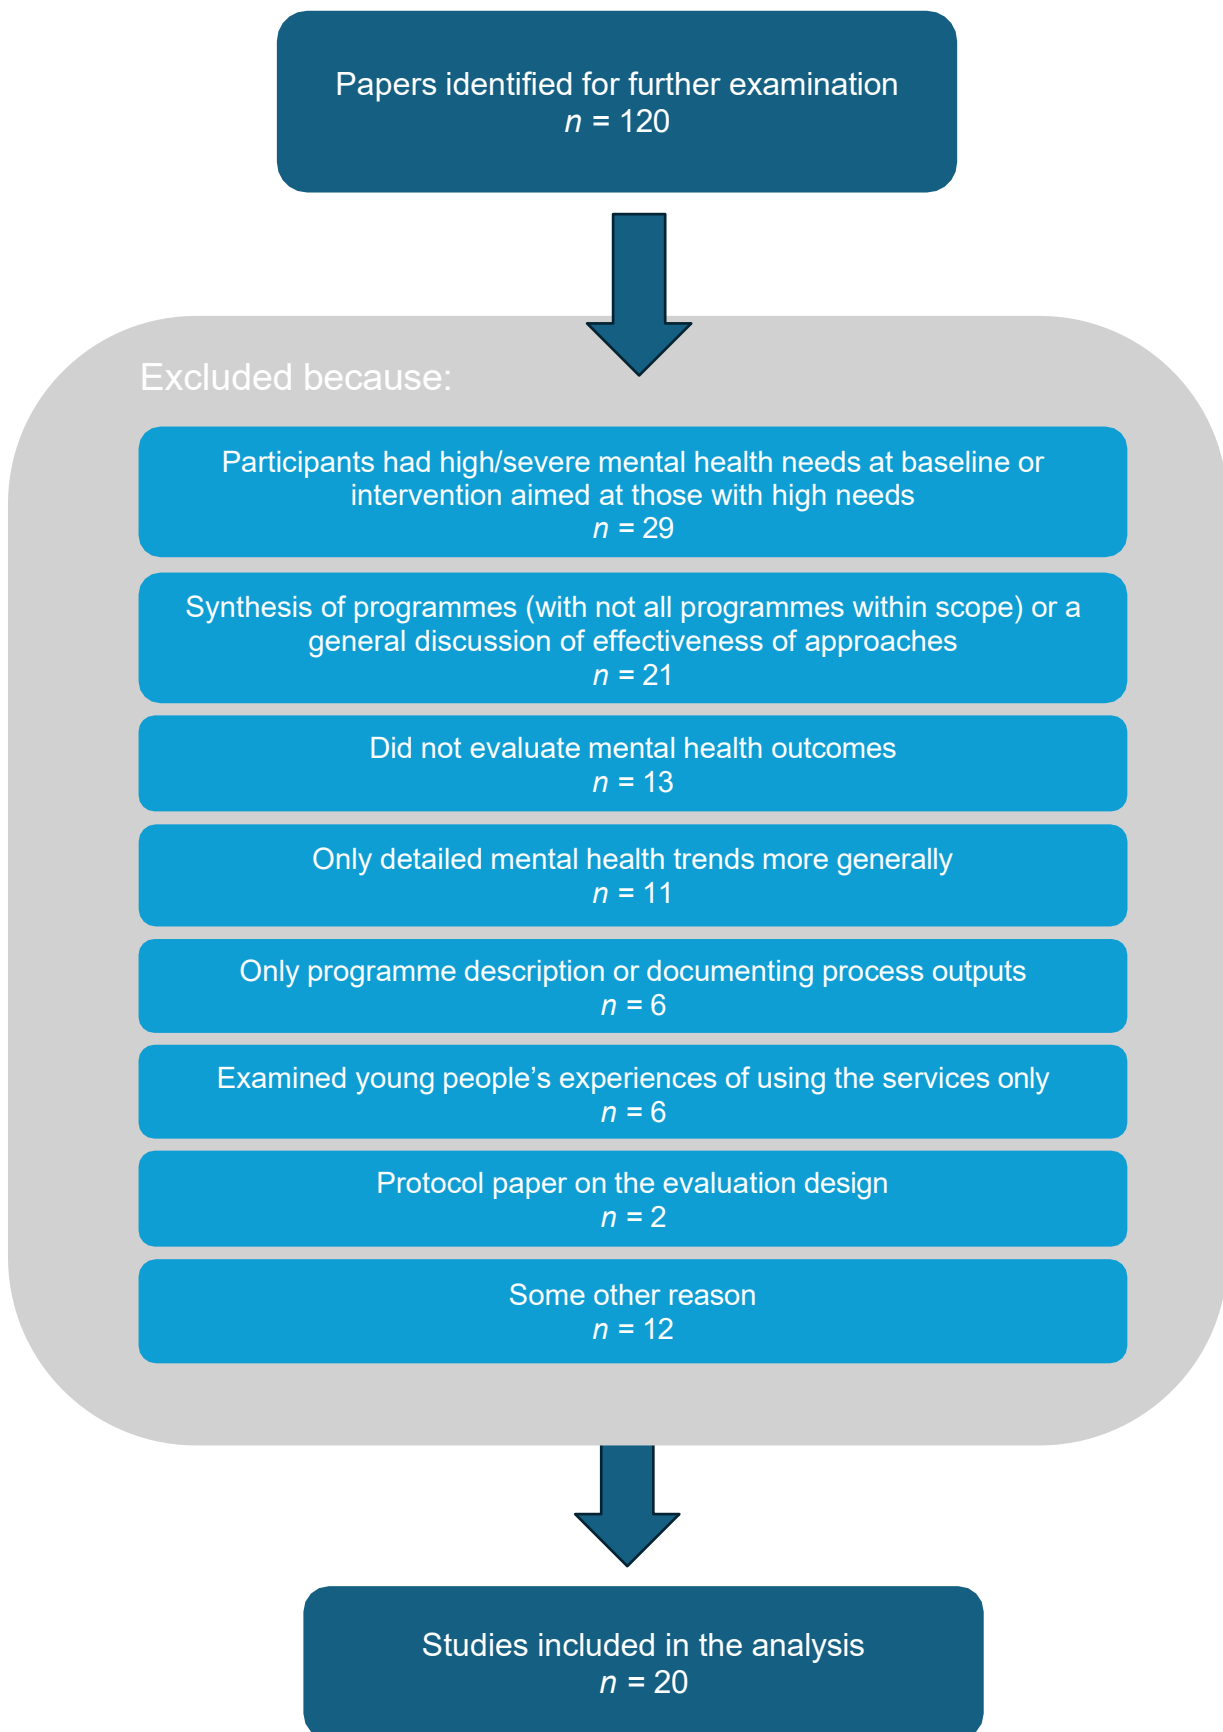 Papers identified for further examination
n = 120
Excluded because:
Participants had high/severe mental health needs at baseline or
intervention aimed at those with high needs
n = 29
Synthesis of programmes (with not all programmes within scope) or a
general discussion of effectiveness of approaches
n = 21
Did not evaluate mental health outcomes
n = 13
Only detailed mental health trends more generally
n = 11
Only programme description or documenting process outputs
n = 6
Examined young people’s experiences of using the services only
n = 6
Protocol paper on the evaluation design
n = 2
Some other reason
n = 12
Studies included in the analysis
n = 20